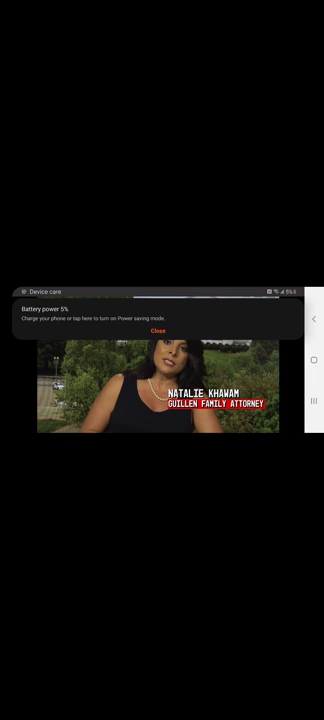 Device care
5%
Battery power 5%
Charge your phone or tap here to turn on Power saving mode.
Close
NATALIE KHAWAM
GUILLEN FAMILY ATTORNEY